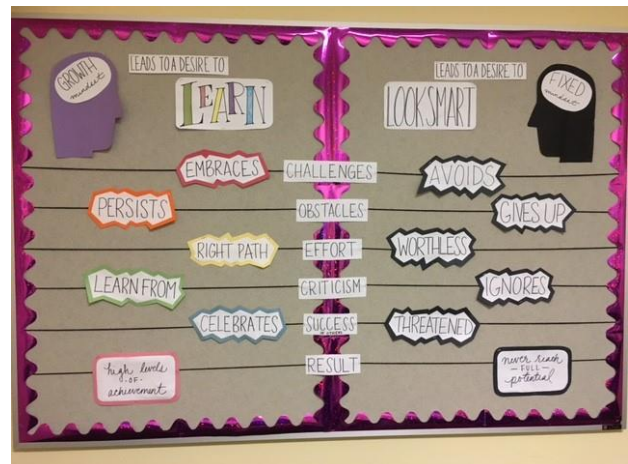 GROWTH
mindset
LEADS TO A DESIRE TO
LEARN
LEADS TO A DESIRE TO
LOOK SMART
FIXED
mindset
EMBRACES CHALLENGES AVOIDS
PERSISTS OBSTACLES GIVES UP
RIGHT PATH EFFORT WORTHLESS
LEARN FROM CRITICISM IGNORES
CELEBRATES SUCCESS THREATENED
OF OTHERS
RESULT
high levels
-OF-
achievement
never reach
-FULL-
potential